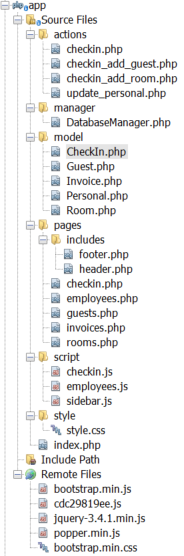 app
Source Files
actions
checkin.php
checkin_add_guest.php
checkin_add_room.php
update_personal.php
manager
DatabaseManager.php
model
CheckIn.php
Guest.php
Invoice.php
Personal.php
Room.php
pages
includes
footer.php
header.php
checkin.php
employees.php
guests.php
invoices.php
rooms.php
script
checkin.js
employees.js
sidebar.js
style
style.css
index.php
Include Path
Remote Files
bootstrap.min.js
cdc29819ee.js
jquery-3.4.1.min.js
popper.min.js
bootstrap.min.css